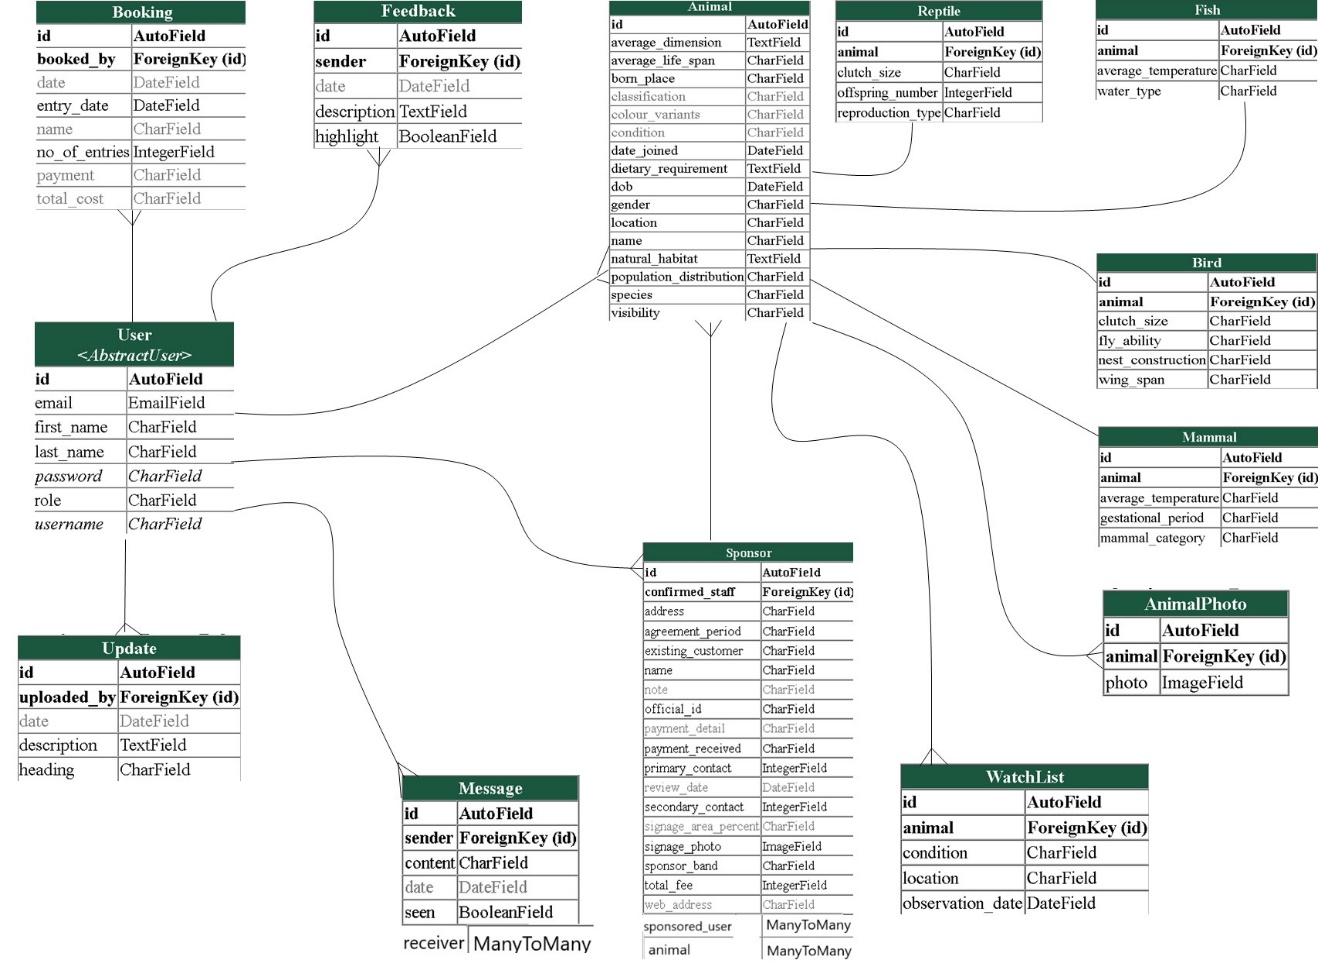 Booking
id AutoField
booked_by ForeignKey (id)
date DateField
entry_date DateField
name CharField
no_of_entries IntegerField
payment CharField
total_cost CharField
Feedback
id AutoField
sender ForeignKey (id)
date DateField
description TextField
highlight BooleanField
Animal
id AutoField
average_dimension TextField
average_life_span CharField
born_place CharField
classification CharField
colour_variants CharField
condition CharField
date_joined DateField
dietary_requirement TextField
dob DateField
gender CharField
location CharField
name CharField
natural_habitat TextField
population_distribution CharField
species CharField
visibility CharField
Reptile
id AutoField
animal ForeignKey (id)
clutch_size CharField
offspring_number IntegerField
reproduction_type CharField
Fish
id AutoField
animal ForeignKey (id)
average_temperature CharField
water_type CharField
Bird
id AutoField
animal ForeignKey (id)
clutch_size CharField
fly_ability CharField
nest_construction CharField
wing_span CharField
User
<AbstractUser>
id AutoField
email EmailField
first_name CharField
last_name CharField
password CharField
role CharField
username CharField
Mammal
id AutoField
animal ForeignKey (id)
average_temperature CharField
gestational_period CharField
mammal_category CharField
Sponsor
id AutoField
confirmed_staff ForeignKey (id)
address CharField
agreement_period CharField
existing_customer CharField
name CharField
note CharField
official_id CharField
payment_detail CharField
payment_received CharField
primary_contact IntegerField
review_date DateField
secondary_contact IntegerField
signage_area_percent CharField
signage_photo ImageField
sponsor_band CharField
total_fee IntegerField
web_address CharField
sponsored_user ManyToMany
animal ManyToMany
AnimalPhoto
id AutoField
animal ForeignKey (id)
photo ImageField
Update
id AutoField
uploaded_by ForeignKey (id)
date DateField
description TextField
heading CharField
Message
id AutoField
sender ForeignKey (id)
content CharField
date DateField
seen BooleanField
receiver ManyToMany
WatchList
id AutoField
animal ForeignKey (id)
condition CharField
location CharField
observation_date DateField